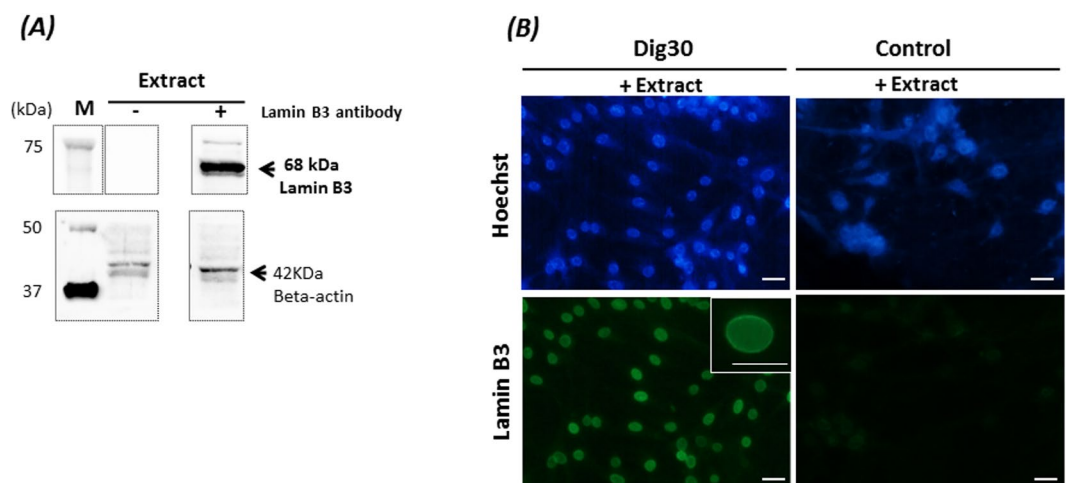 (A)
Extract
(kDa) M - + Lamin B3 antibody
75
68 kDa
Lamin B3
50
42KDa
37
Beta-actin
(B)
Dig30 Control
+ Extract + Extract
Hoechst
Lamin B3